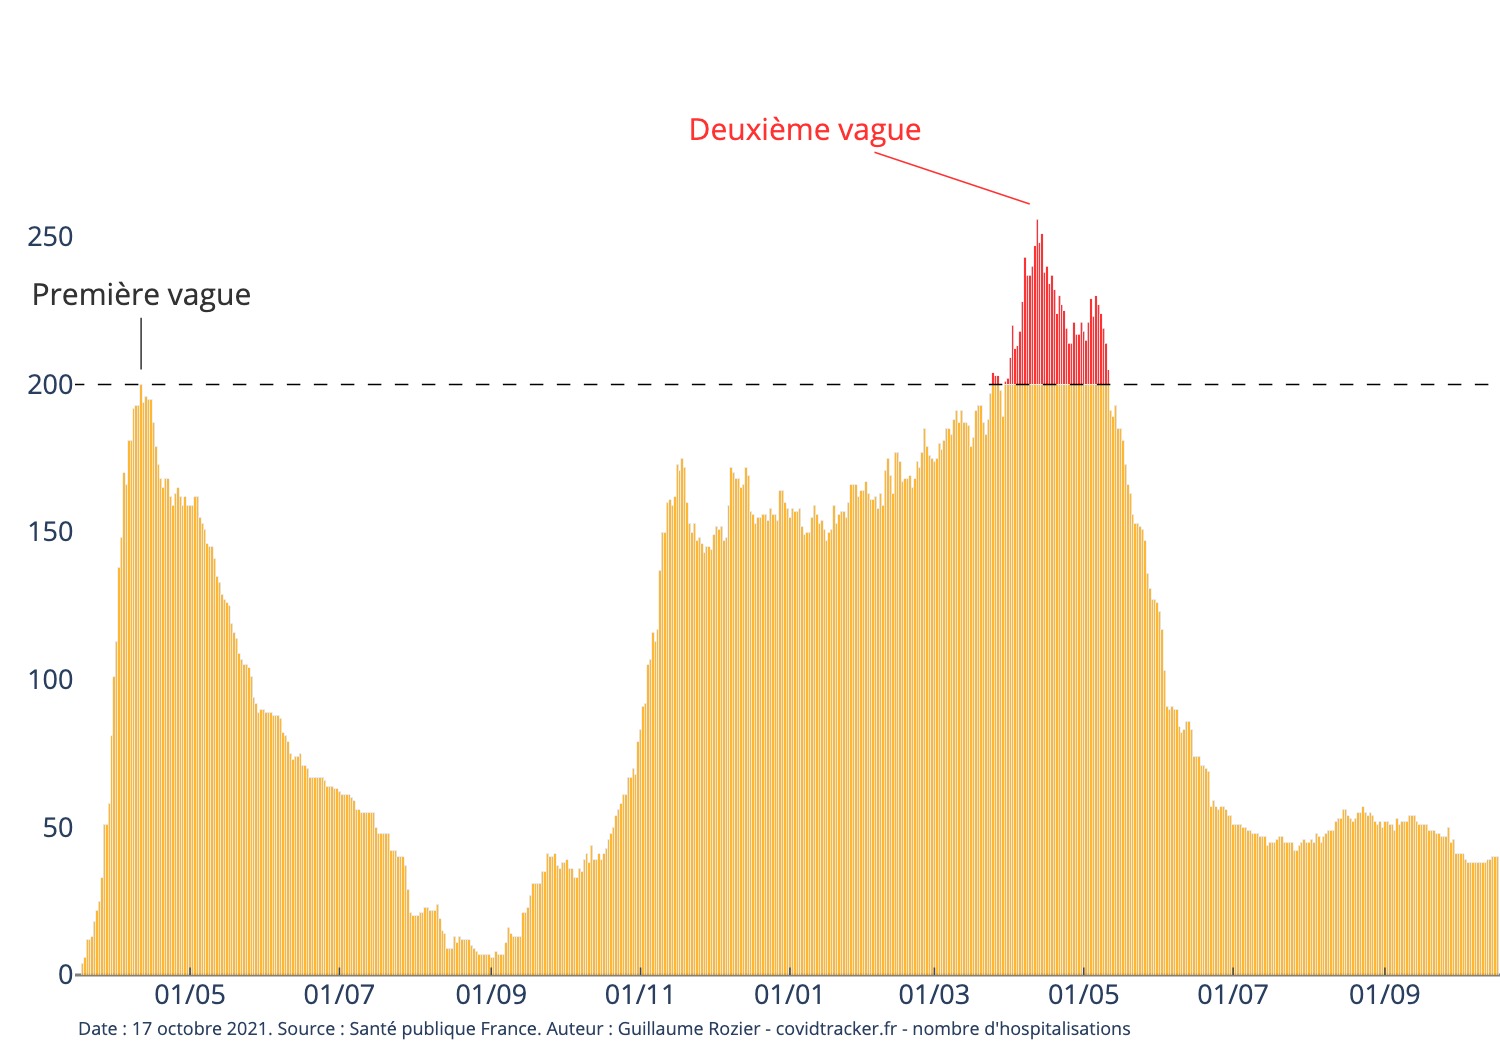 Deuxième vague
250
Première vague
200
150
100
50
0
01/05 01/07 01/09 01/11 01/01 01/03 01/05 01/07 01/09
Date : 17 octobre 2021. Source : Santé publique France. Auteur : Guillaume Rozier - covidtracker.fr - nombre d'hospitalisations